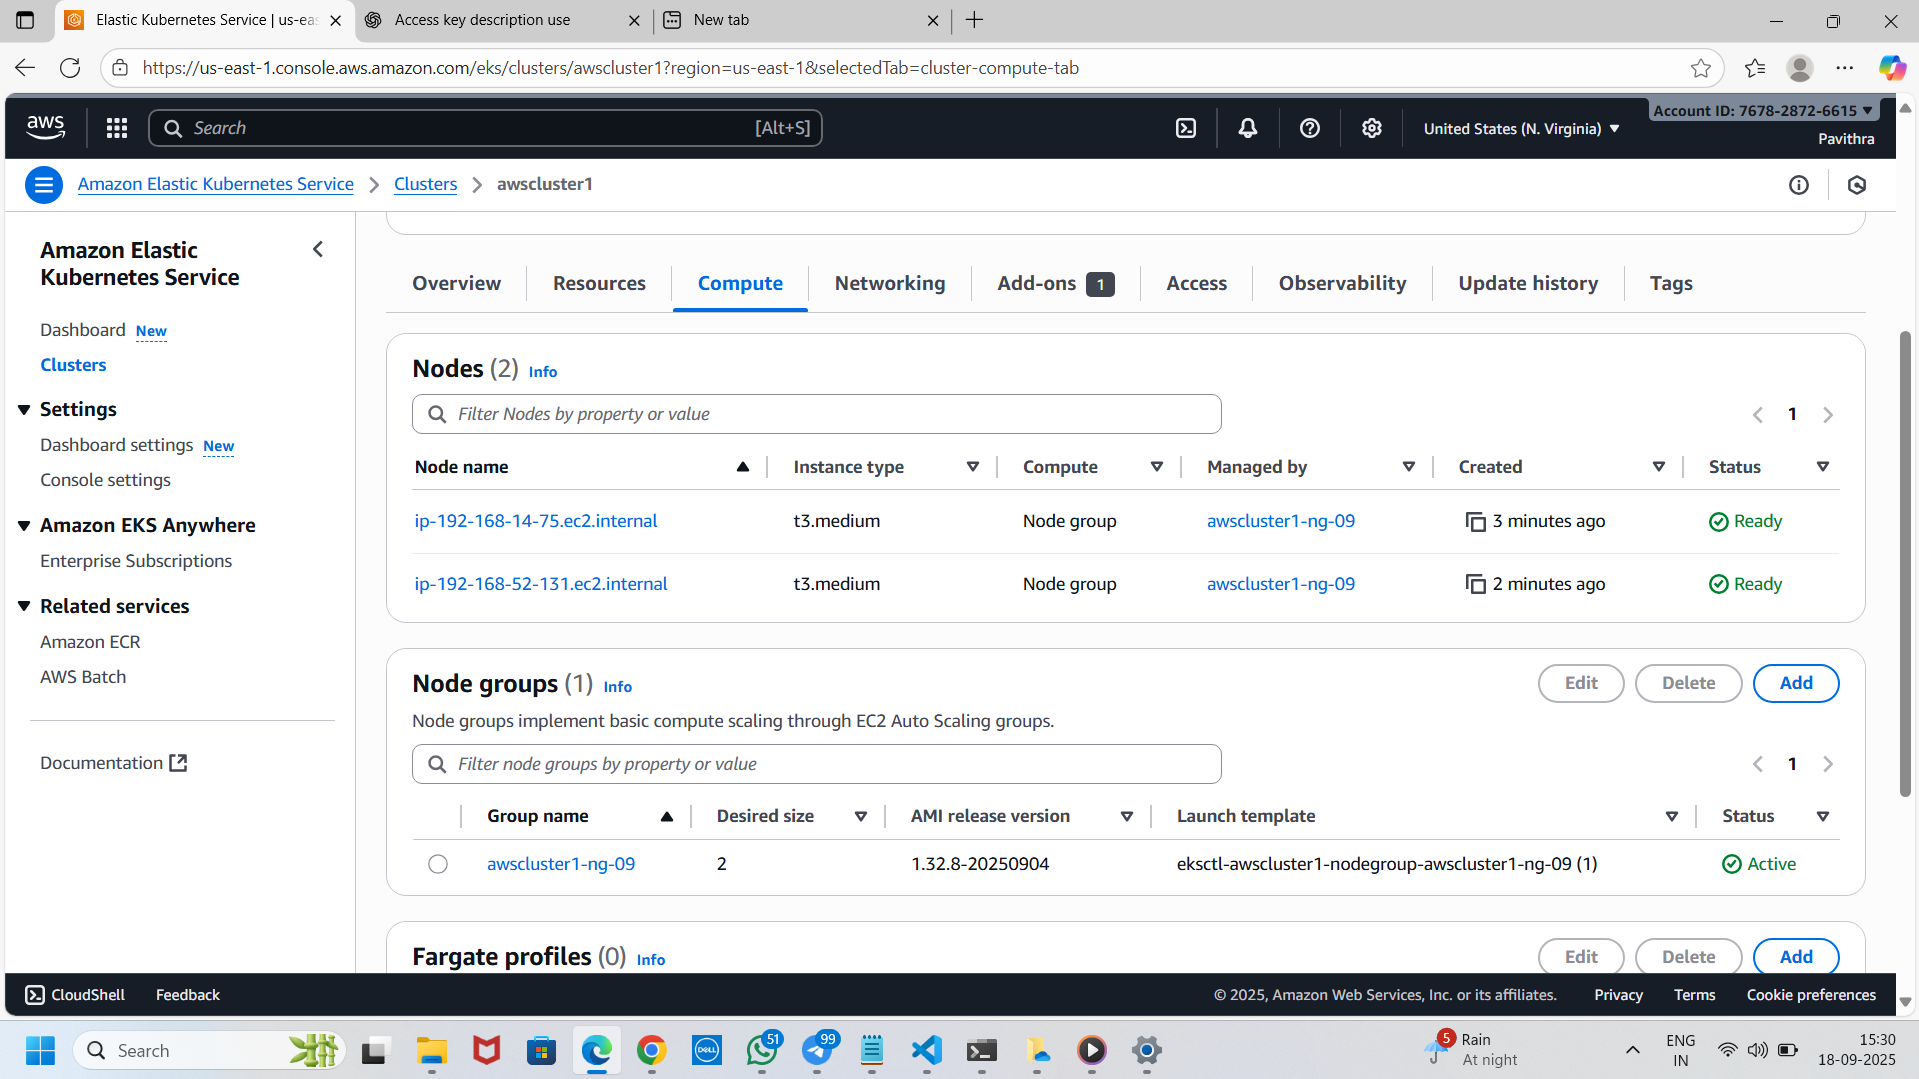 Elastic Kubernetes Service | us-eas
Access key description use
New tab
https://us-east-1.console.aws.amazon.com/eks/clusters/awscluster1?region=us-east-1&selectedTab=cluster-compute-tab
aws
Search
[Alt+S]
United States (N. Virginia)
Account ID: 7678-2872-6615
Pavithra
Amazon Elastic Kubernetes Service
Clusters
awscluster1
Amazon Elastic
Kubernetes Service
Dashboard New
Clusters
Settings
Dashboard settings New
Console settings
Amazon EKS Anywhere
Enterprise Subscriptions
Related services
Amazon ECR
AWS Batch
Documentation
Overview Resources Compute Networking Add-ons 1 Access Observability Update history Tags
Nodes (2) Info
Filter Nodes by property or value
1
Node name Instance type Compute Managed by Created Status
ip-192-168-14-75.ec2.internal t3.medium Node group awscluster1-ng-09 3 minutes ago Ready
ip-192-168-52-131.ec2.internal t3.medium Node group awscluster1-ng-09 2 minutes ago Ready
Node groups (1) Info
Edit Delete Add
Node groups implement basic compute scaling through EC2 Auto Scaling groups.
Filter node groups by property or value
1
Group name Desired size AMI release version Launch template Status
awscluster1-ng-09 2 1.32.8-20250904 eksctl-awscluster1-nodegroup-awscluster1-ng-09 (1) Active
Fargate profiles (0) Info
Edit Delete Add
CloudShell Feedback
© 2025, Amazon Web Services, Inc. or its affiliates. Privacy Terms Cookie preferences
Search
DELL
51
99
5
Rain
At night
ENG
IN
15:30
18-09-2025